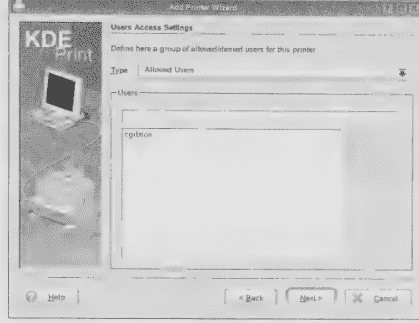 Add Printer Wizard
KDE
Print
Users Access Settings
Define here a group of allowed/denied users for this printer
Type Allowed Users
Users
cgibson
Help
< Back
Next >
Cancel